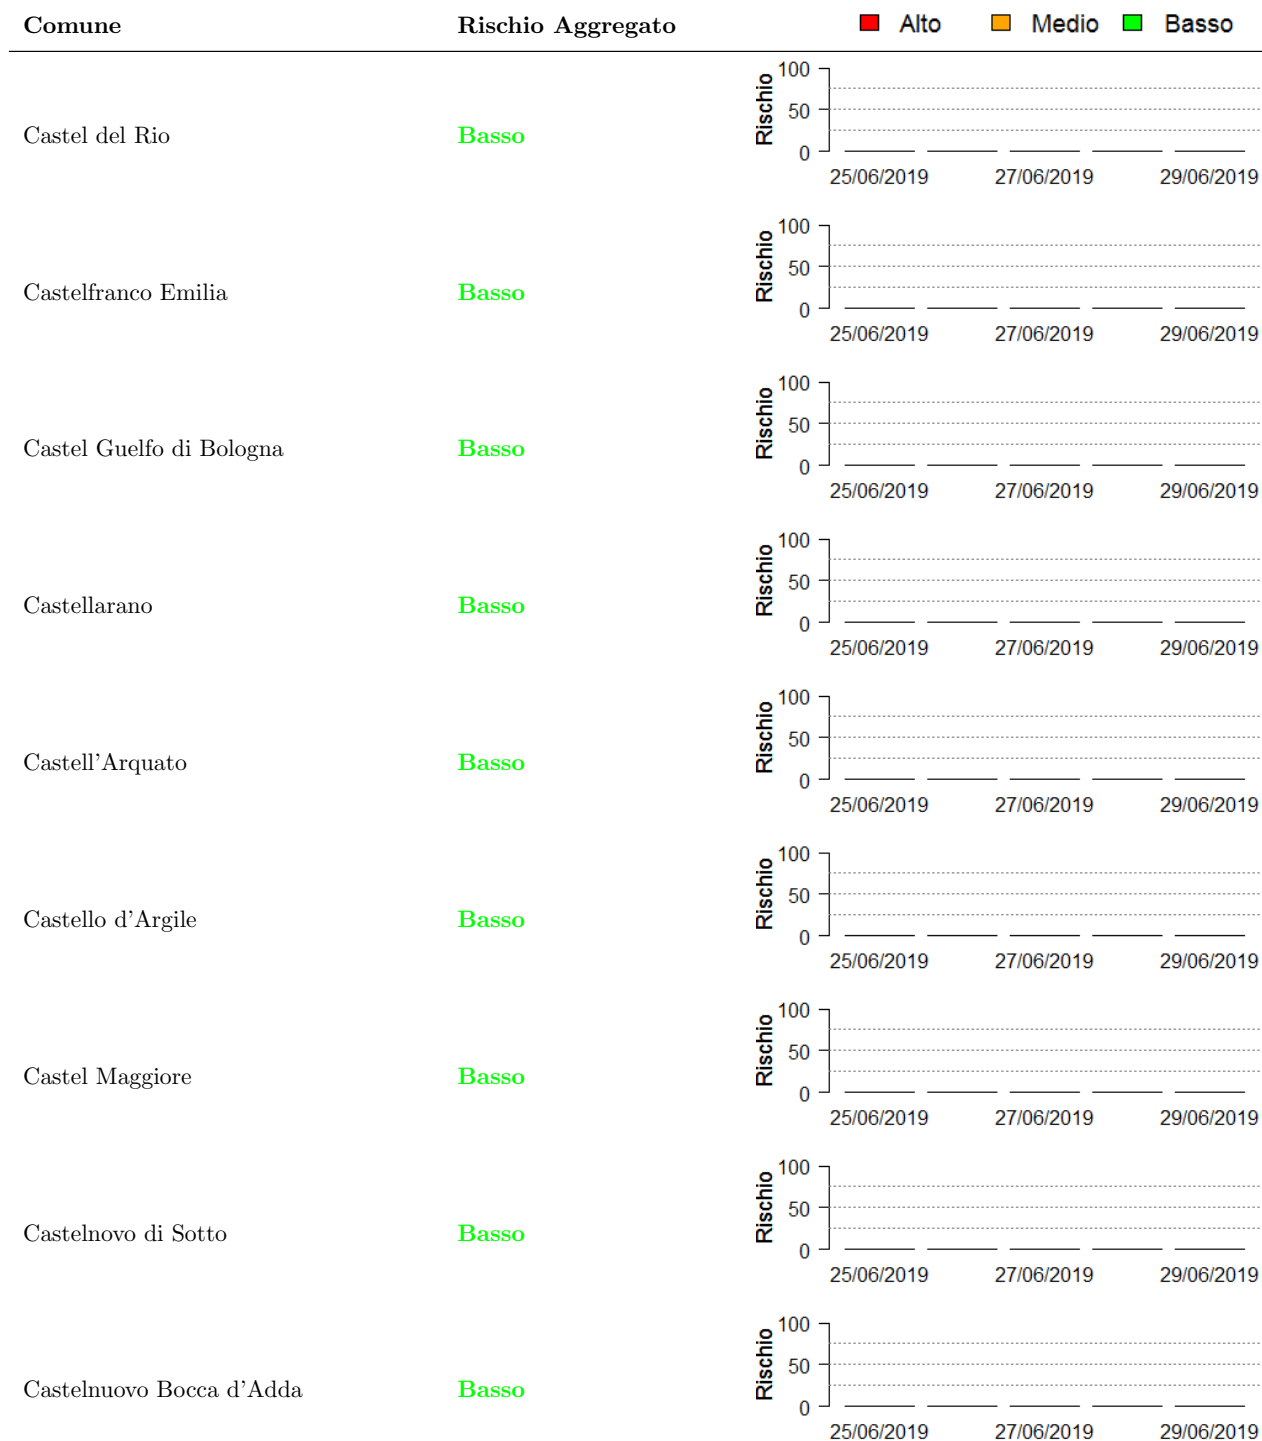 Comune Rischio Aggregato Alto Medio Basso
100
50
0
Rischio
Castel del Rio Basso
25/06/2019 27/06/2019 29/06/2019
100
50
0
Rischio
Castelfranco Emilia Basso
25/06/2019 27/06/2019 29/06/2019
100
50
0
Rischio
Castel Guelfo di Bologna Basso
25/06/2019 27/06/2019 29/06/2019
100
50
0
Rischio
Castellarano Basso
25/06/2019 27/06/2019 29/06/2019
100
50
0
Rischio
Castell'Arquato Basso
25/06/2019 27/06/2019 29/06/2019
100
50
0
Rischio
Castello d'Argile Basso
25/06/2019 27/06/2019 29/06/2019
100
50
0
Rischio
Castel Maggiore Basso
25/06/2019 27/06/2019 29/06/2019
100
50
0
Rischio
Castelnovo di Sotto Basso
25/06/2019 27/06/2019 29/06/2019
100
50
0
Rischio
Castelnuovo Bocca d'Adda Basso
25/06/2019 27/06/2019 29/06/2019